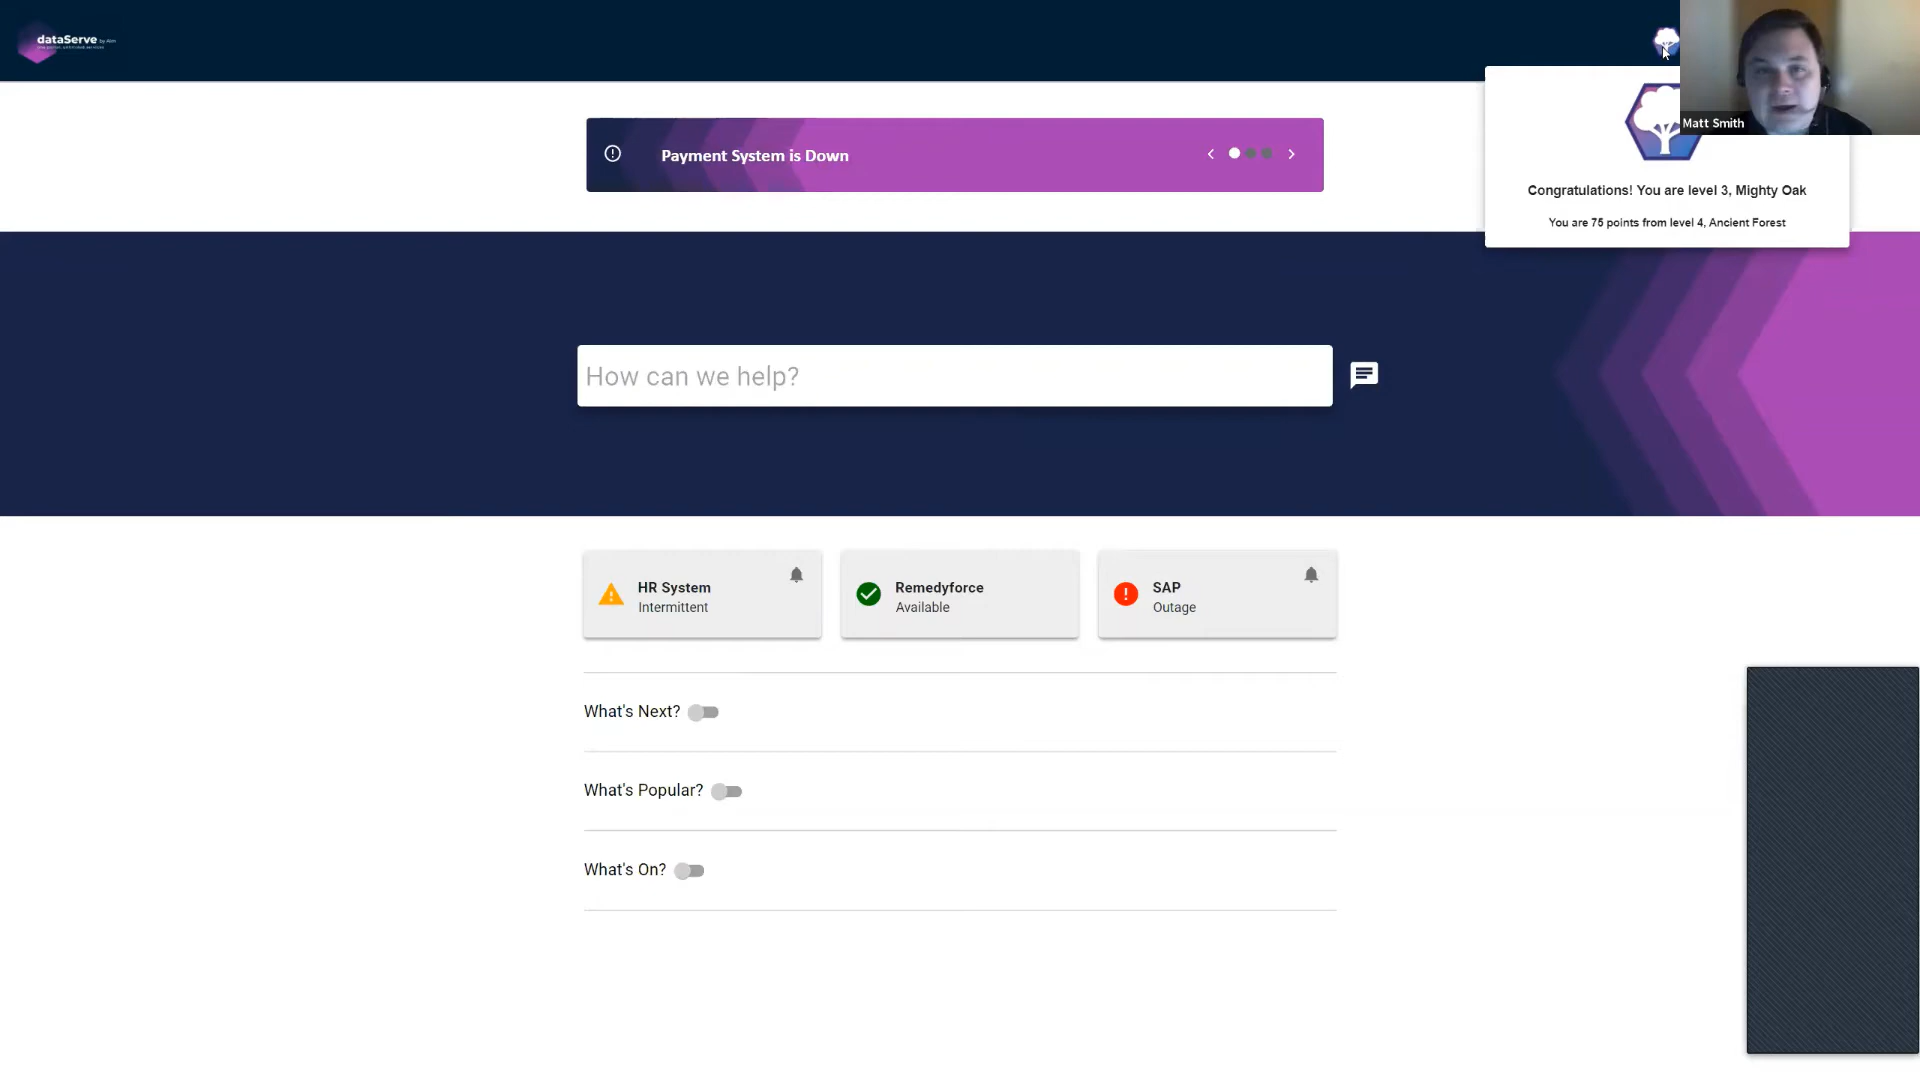 dataServe by Alen
Matt Smith
Payment System is Down
Congratulations! You are level 3, Mighty Oak
You are 75 points from level 4, Ancient Forest
How can we help?
HR System
Intermittent
Remedyforce
Available
SAP
Outage
What's Next?
What's Popular?
What's On?